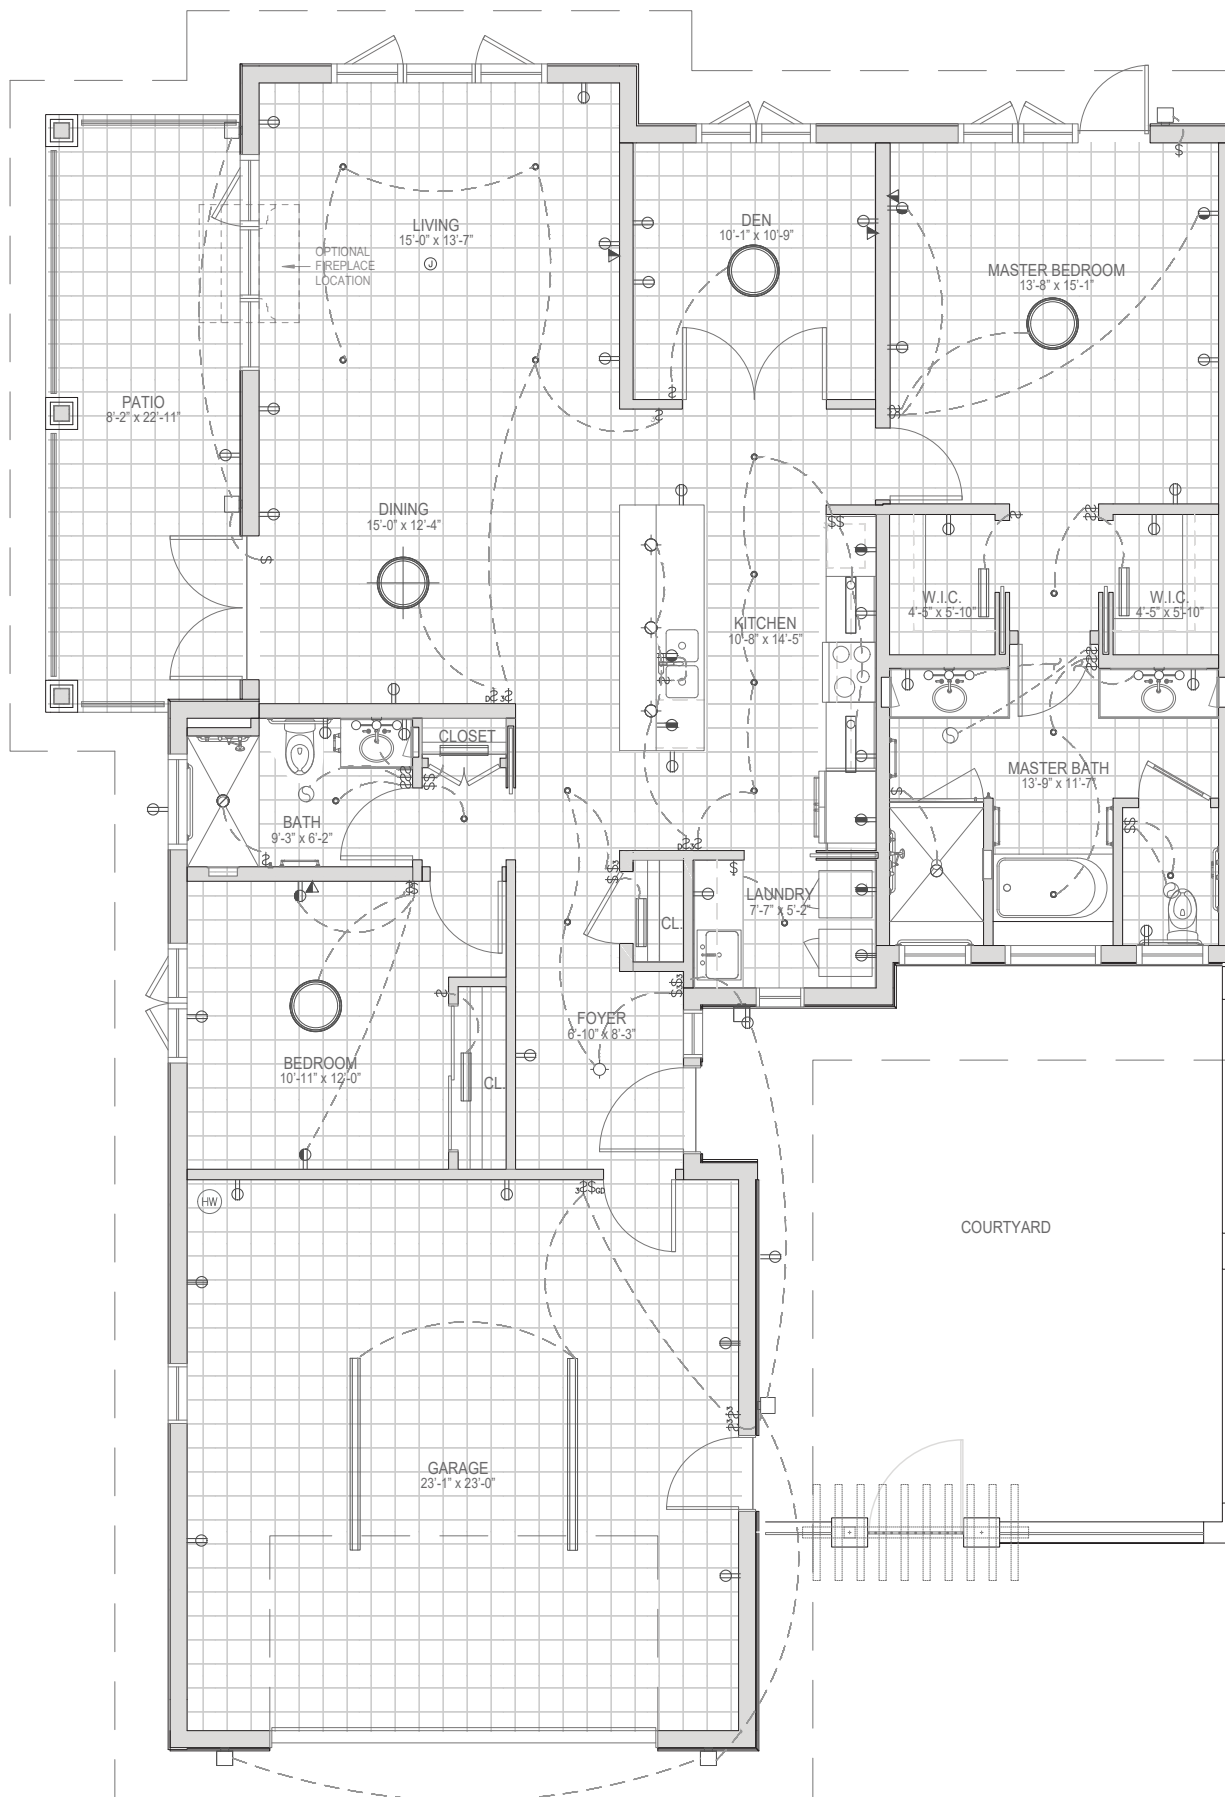 LIVING
15'-0" x 13'-7"
J
OPTIONAL
FIREPLACE
LOCATION
DEN
10'-1" x 10'-9"
MASTER BEDROOM
13'-8" x 15'-1"
PATIO
8'-2" x 22'-11"
DINING
15'-0" x 12'-4"
KITCHEN
10'-8" x 14'-5"
W.I.C.
4'-5" x 5'-10"
W.I.C.
4'-5" x 5'-10"
CLOSET
MASTER BATH
13'-9" x 11'-7"
BATH
9'-3" x 6'-2"
LAUNDRY
7'-7" x 5'-2"
CL.
FOYER
6'-10" x 8'-3"
BEDROOM
10'-11" x 12'-0"
CL.
HW
COURTYARD
GARAGE
23'-1" x 23'-0"